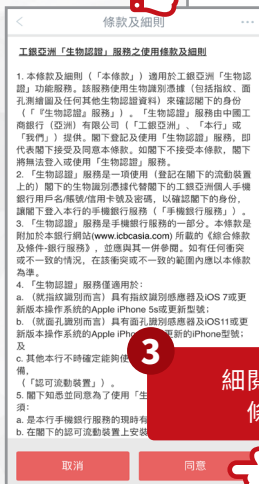 條款及細則
工銀亞洲「生物認證」服務之使用條款及細則
1. 本條款及細則（「本條款」）適用於工銀亞洲「生物認
證」功能服務。該服務使用生物識別憑據（包括指紋、面
孔測繪圖及任何其他生物認證資料）來確認閣下的身份
（「『生物認證』服務」）。「生物認證」服務由中國工
商銀行（亞洲）有限公司（「工銀亞洲」、「本行」或
「我們」）提供。閣下登記及使用「生物認證」服務，即
代表閣下接受及同意本條款。如閣下不接受本條款，閣下
將無法登入或使用「生物認證」服務。
2. 「生物認證」服務是一項使用（登記在閣下的流動裝置
上的）閣下的生物識別憑據代替閣下的工銀亞洲個人手機
銀行用戶名/賬號/信用卡號及密碼，以確認閣下的身份，
讓閣下登入本行的手機銀行服務（「手機銀行服務」）。
3. 「生物認證」服務是手機銀行服務的一部分。本條款是
附加於本行網站(www.icbcasia.com) 所載的《綜合條款
及條件-銀行服務》，並應與其一併參閱。如有任何衝突
或不一致的情況，在該衝突或不一致的範圍內應以本條款
為準。
4. 「生物認證」服務僅適用於：
a. （就指紋識別而言）具有指紋識別感應器及iOS 7或更
新版本操作系統的Apple iPhone 5s或更新型號；
b. （就面孔識別而言）具有面孔識別感應器及iOS11或更
新版本操作系統的Apple iPhone 更新的iPhone型號；
及
c. 其他本行不時確定能夠使
備，
（「認可流動裝置」）。
5. 閣下知悉並同意為了使用「生
須：
a. 是本行手機銀行服務的現時有
b. 在閣下的認可流動裝置上安裝
3
細閱
條
取消
同意